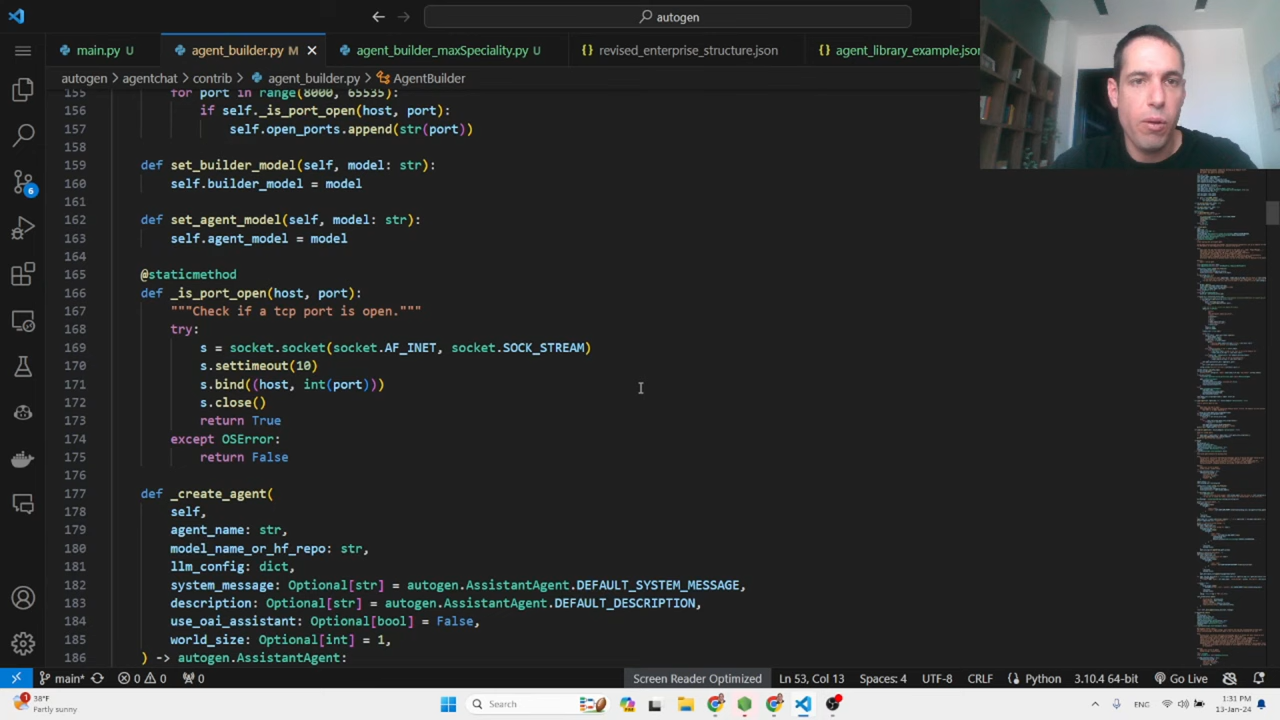 autogen
main.py U
agent_builder.py M
agent_builder_maxSpeciality.py U
revised_enterprise_structure.json
agent_library_example.json
autogen > agentchat > contrib > agent_builder.py > AgentBuilder
155 for port in range(8000, 65535):
156 if self._is_port_open(host, port):
157 self.open_ports.append(str(port))
158
159 def set_builder_model(self, model: str):
160 self.builder_model = model
161
162 def set_agent_model(self, model: str):
163 self.agent_model = model
164
165 @staticmethod
166 def _is_port_open(host, port):
167 """Check if a tcp port is open."""
168 try:
169 s = socket.socket(socket.AF_INET, socket.SOCK_STREAM)
170 s.settimeout(10)
171 s.bind((host, int(port)))
172 s.close()
173 return True
174 except OSError:
175 return False
176
177 def _create_agent(
178 self,
179 agent_name: str,
180 model_name_or_hf_repo: str,
181 llm_config: dict,
182 system_message: Optional[str] = autogen.AssistantAgent.DEFAULT_SYSTEM_MESSAGE,
183 description: Optional[str] = autogen.AssistantAgent.DEFAULT_DESCRIPTION,
184 use_oai_assistant: Optional[bool] = False,
185 world_size: Optional[int] = 1,
) -> autogen.AssistantAgent:
6
main 0 0 0 Screen Reader Optimized Ln 53, Col 13 Spaces: 4 UTF-8 CRLF Python 3.10.4 64-bit Go Live
38°F
Partly sunny
Search
ENG
1:31 PM
13-Jan-24